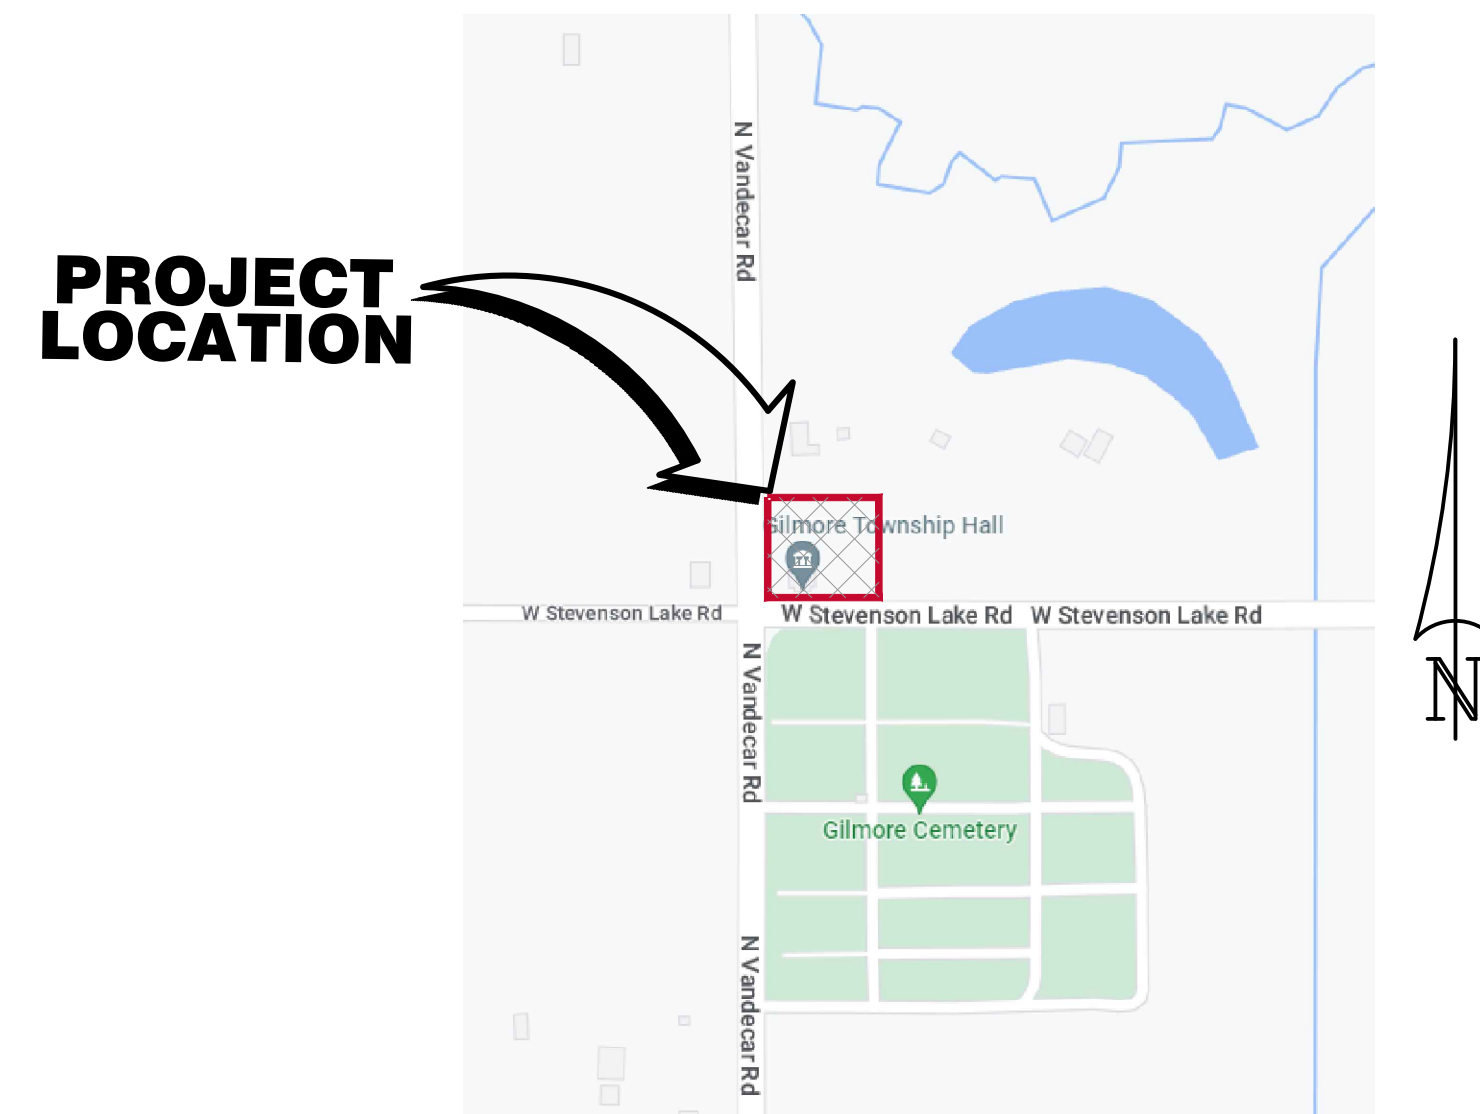 N Vandecar Rd
PROJECT
LOCATION
Gilmore Township Hall
W Stevenson Lake Rd
W Stevenson Lake Rd
W Stevenson Lake Rd
N Vandecar Rd
N
Gilmore Cemetery
N Vandecar Rd